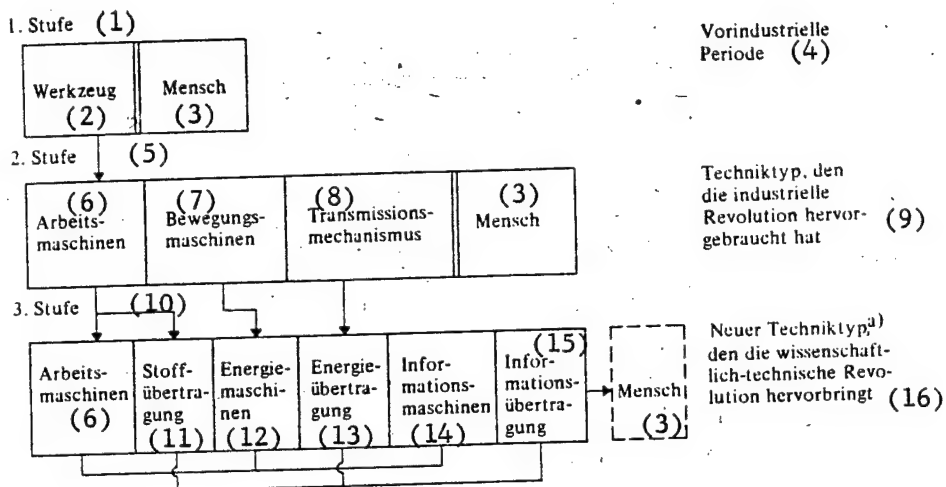 1. Stufe (1)
Vorindustrielle
Periode (4)
Werkzeug
(2)
Mensch
(3)
2. Stufe (5)
(6)
Arbeits-
maschinen
(7)
Bewegungs-
maschinen
(8)
Transmissions-
mechanismus
(3)
Mensch
Techniktyp, den
die industrielle
Revolution hervor-
gebraucht hat
(9)
3. Stufe (10)
Arbeits-
maschinen
(6)
Stoff-
übertra-
gung
(11)
Energie-
maschi-
nen
(12)
Energie-
übertra-
gung
(13)
Infor-
mations-
maschinen
(14)
(15)
Infor-
mations-
übertra-
gung
Mensch
(3)
Neuer Techniktyp,a)
den die wissenschaft-
lich-technische Revo-
lution hervorbringt (16)